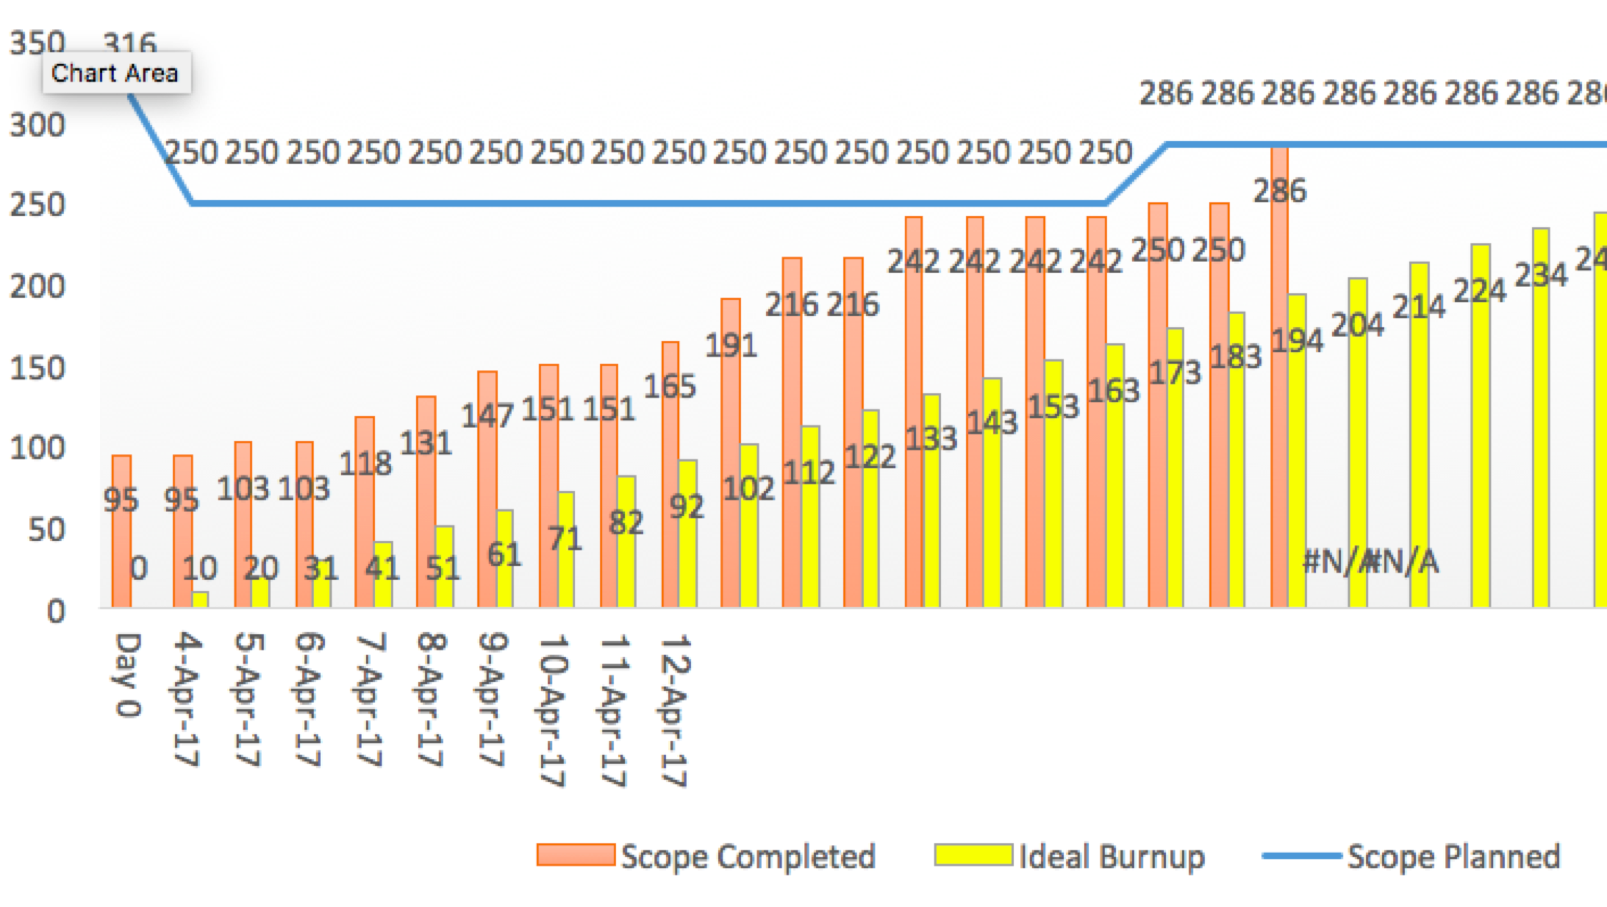 350 316
Chart Area
286 286 286 286 286 286 286
300
250 250 250 250 250 250 250 250 250 250 250 250 250 250 250 250
250
286
242 242 242 242 250 250
200
216 216
191
194 204 214 224 234
150
147 151 151 165
118 131
133 143 153 163 173 183
100
95 95 103 103
102 112 122
50
0 10 20 31 41 51 61 71 82 92
#N/A #N/A
0
Day 0
4-Apr-17
5-Apr-17
6-Apr-17
7-Apr-17
8-Apr-17
9-Apr-17
10-Apr-17
11-Apr-17
12-Apr-17
Scope Completed Ideal Burnup Scope Planned